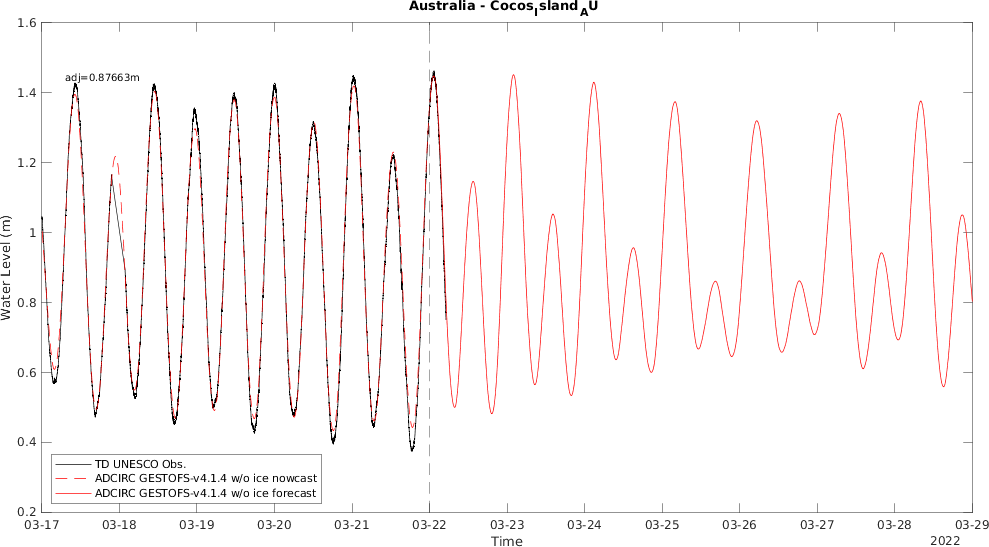 Australia - Cocos_Island_AU
adj=0.87663m
1.6
1.4
1.2
1
0.8
0.6
0.4
0.2
Water Level (m)
TD UNESCO Obs.
ADCIRC GESTOFS-v4.1.4 w/o ice nowcast
ADCIRC GESTOFS-v4.1.4 w/o ice forecast
03-17 03-18 03-19 03-20 03-21 03-22 03-23 03-24 03-25 03-26 03-27 03-28 03-29
Time
2022